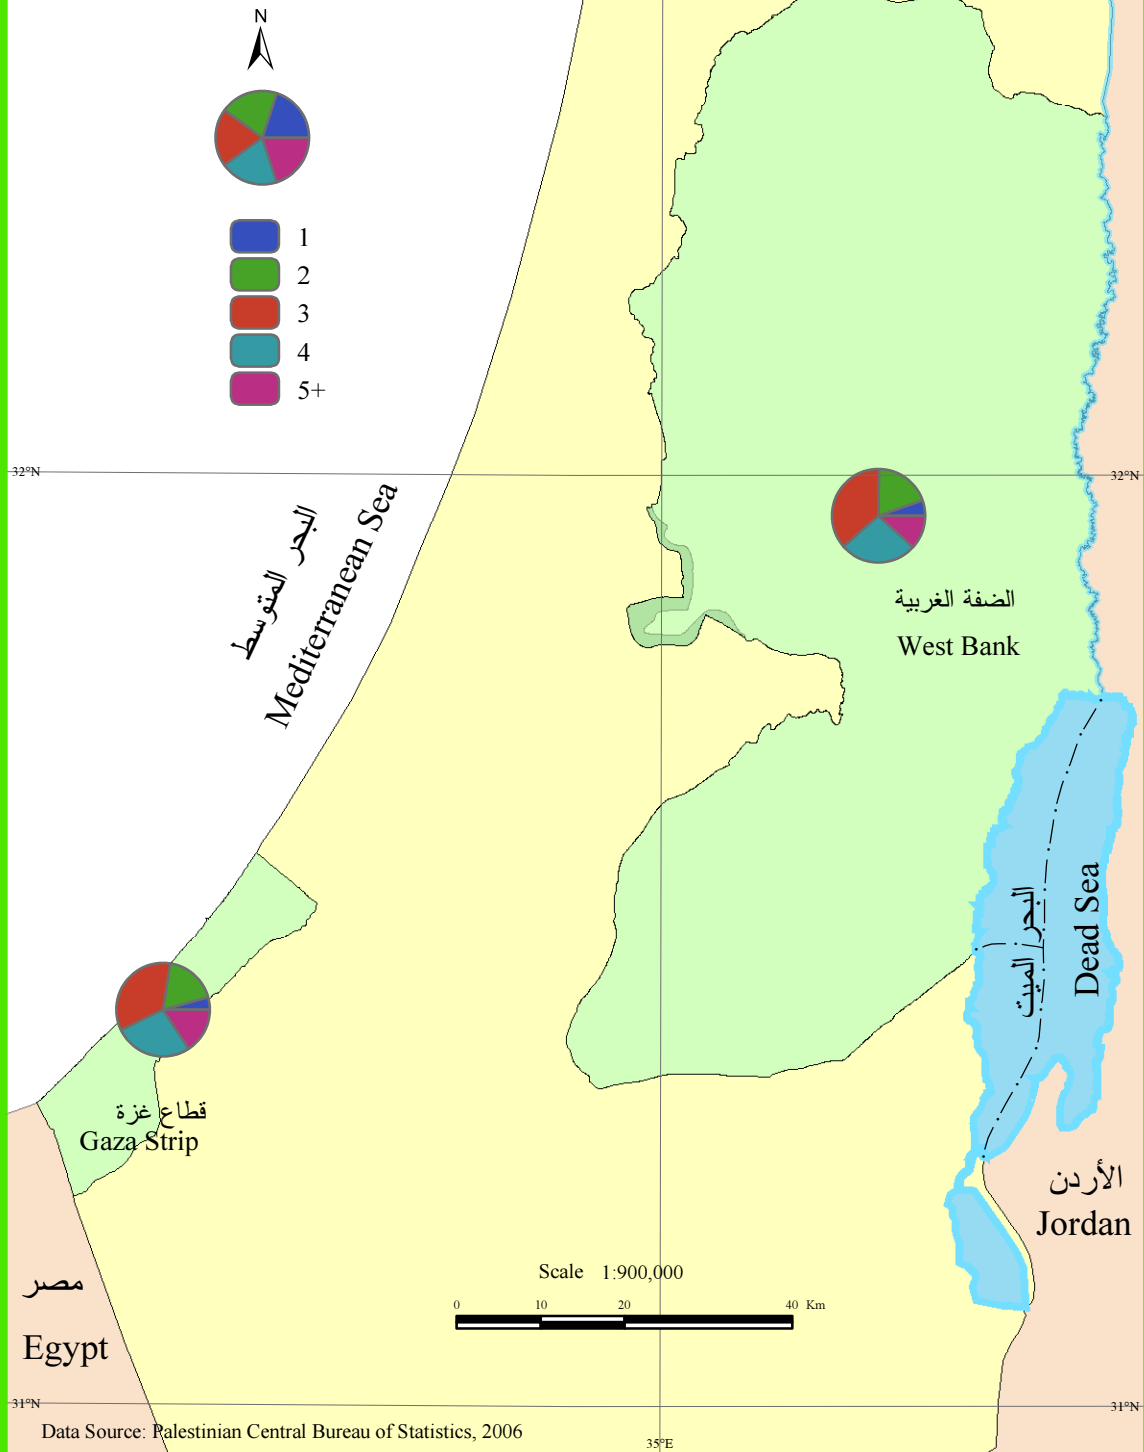 N
1
2
3
4
5+
32°N
32°N
البحر المتوسط
Mediterranean Sea
الضفة الغربية
West Bank
البحر الميت
Dead Sea
قطاع غزة
Gaza Strip
الأردن
Jordan
مصر
Egypt
Scale 1:900,000
0 10 20 40 Km
31°N
31°N
Data Source: Palestinian Central Bureau of Statistics, 2006
35°E